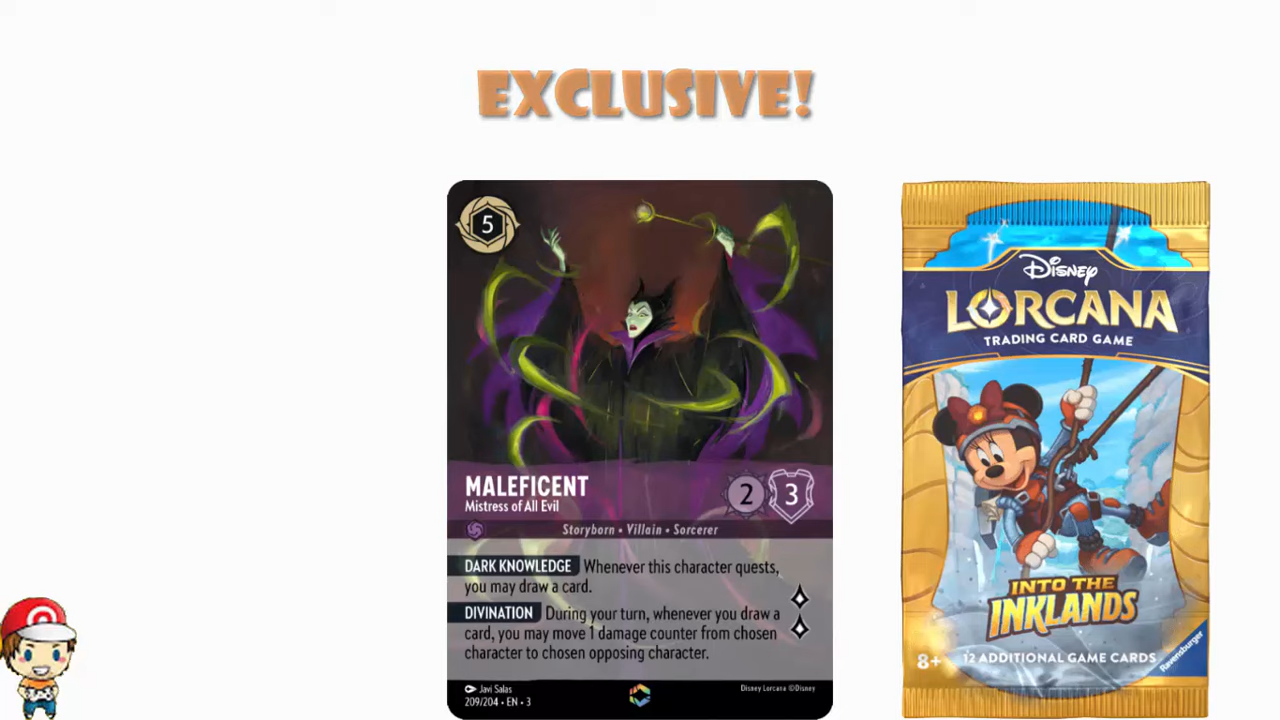 EXCLUSIVE!
5
MALEFICENT
Mistress of All Evil
2
3
Storyborn • Villain • Sorcerer
DARK KNOWLEDGE Whenever this character quests,
you may draw a card.
DIVINATION During your turn, whenever you draw a
card, you may move 1 damage counter from chosen
character to chosen opposing character.
Javi Salas
209/204 • EN • 3
Disney Lorcana ©Disney
Disney
LORCANA
TRADING CARD GAME
INTO THE
INKLANDS
8+
12 ADDITIONAL GAME CARDS
Ravensburger